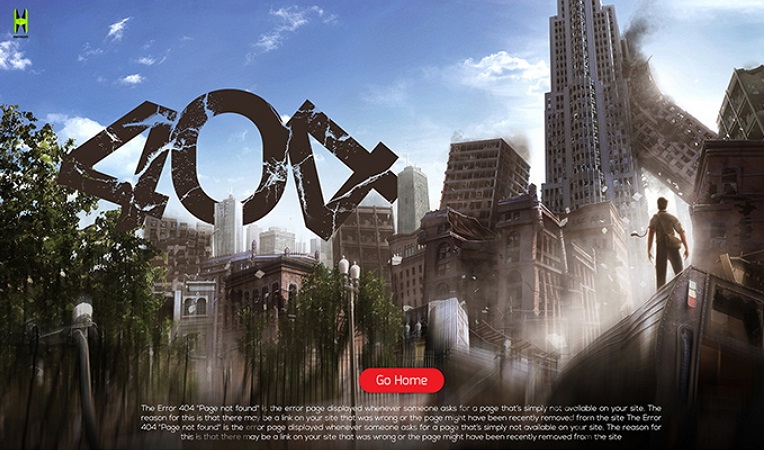 404
Go Home
The Error 404 "Page not found" is the error page displayed whenever someone asks for a page that's simply not available on your site. The
reason for this is that there may be a link on your site that was wrong or the page might have been recently removed from the site The Error
404 "Page not found" is the error page displayed whenever someone asks for a page that's simply not available on your site. The reason for
this is that there may be a link on your site that was wrong or the page might have been recently removed from the site